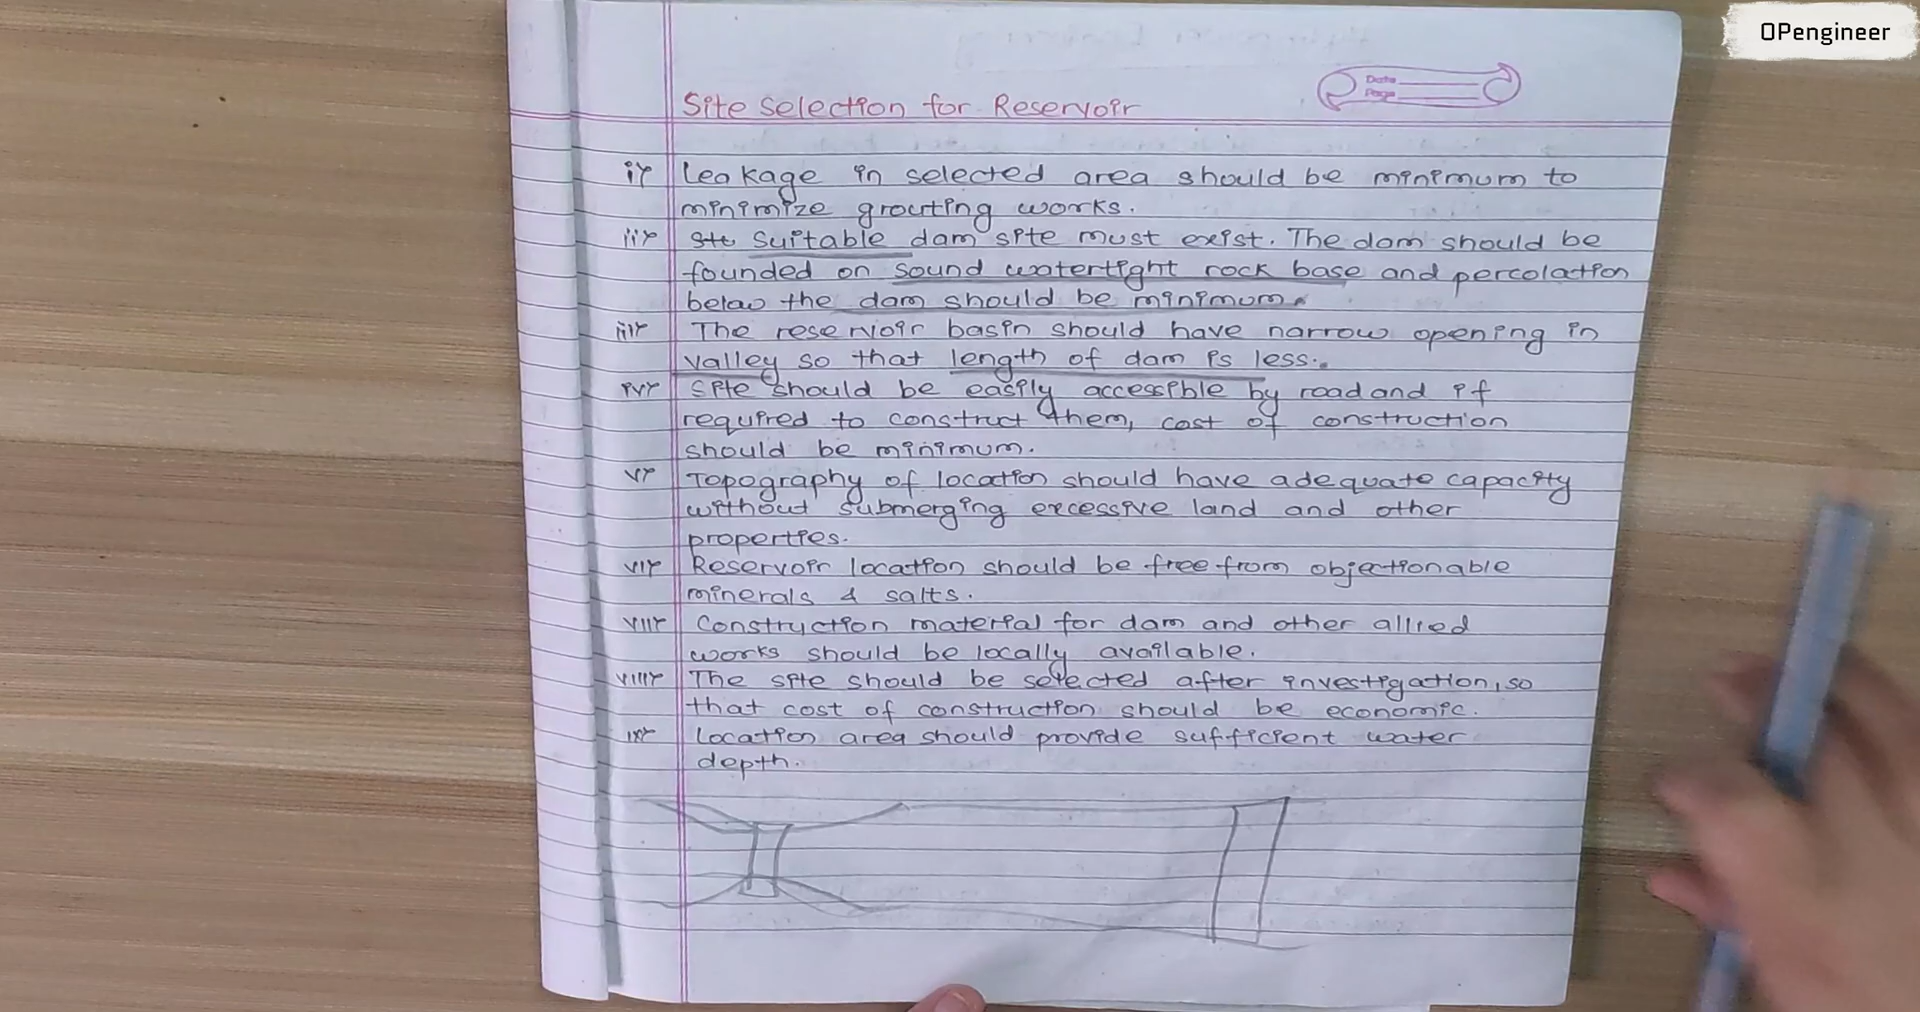 OPengineer
Date
Page
Site selection for Reservoir
i) Leakage in selected area should be minimum to
minimize grouting works.
ii) suitable dam site must exist. The dam should be
founded on sound watertight rock base and percolation
below the dam should be minimum.
iii) The reservoir basin should have narrow opening in
valley so that length of dam is less.
iv) Site should be easily accessible by road and if
required to construct them, cost of construction
should be minimum.
v) Topography of location should have adequate capacity
without submerging excessive land and other
properties.
vi) Reservoir location should be free from objectionable
minerals & salts.
vii) Construction material for dam and other allied
works should be locally available.
viii) The site should be selected after investigation, so
that cost of construction should be economic.
ix) Location area should provide sufficient water
depth.